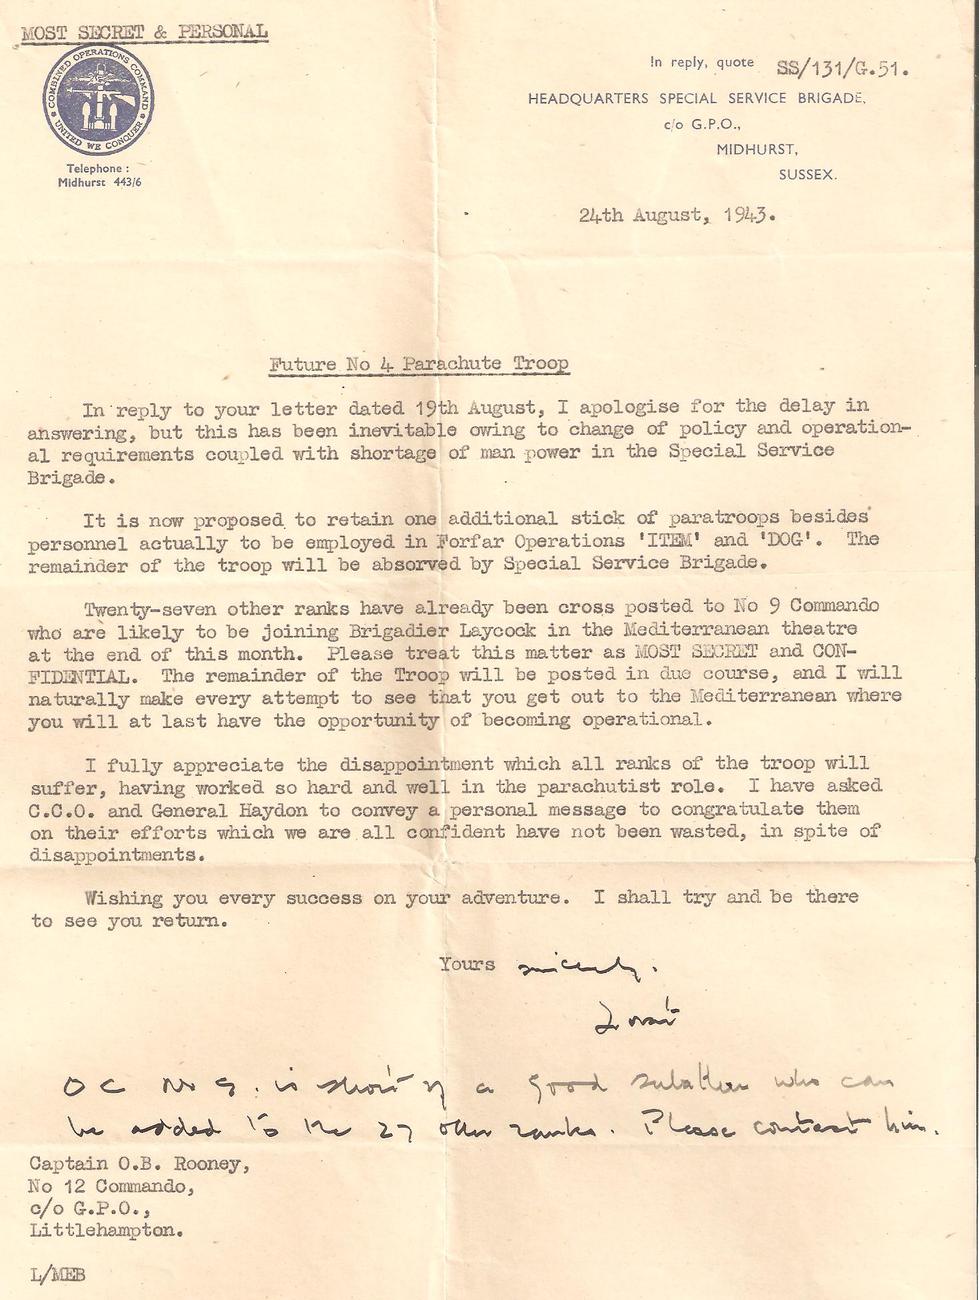 MOST SECRET & PERSONAL
COMBINED OPERATIONS COMMAND
UNITED WE CONQUER
Telephone :
Midhurst 443/6
In reply, quote SS/131/G.51.
HEADQUARTERS SPECIAL SERVICE BRIGADE,
c/o G.P.O.,
MIDHURST,
SUSSEX.
24th August, 1943.
Future No 4 Parachute Troop
In reply to your letter dated 19th August, I apologise for the delay in
answering, but this has been inevitable owing to change of policy and operation-
al requirements coupled with shortage of man power in the Special Service
Brigade.
It is now proposed to retain one additional stick of paratroops besides
personnel actually to be employed in Forfar Operations 'ITEM' and 'DOG'. The
remainder of the troop will be absorved by Special Service Brigade.
Twenty-seven other ranks have already been cross posted to No 9 Commando
who are likely to be joining Brigadier Laycock in the Mediterranean theatre
at the end of this month. Please treat this matter as MOST SECRET and CON-
FIDENTIAL. The remainder of the Troop will be posted in due course, and I will
naturally make every attempt to see that you get out to the Mediterranean where
you will at last have the opportunity of becoming operational.
I fully appreciate the disappointment which all ranks of the troop will
suffer, having worked so hard and well in the parachutist role. I have asked
C.C.O. and General Haydon to convey a personal message to congratulate them
on their efforts which we are all confident have not been wasted, in spite of
disappointments.
Wishing you every success on your adventure. I shall try and be there
to see you return.
Yours sincerely.
Lovat
OC No 9. is short of a good subaltern who can
be added to the 27 other ranks. Please contact him.
Captain O.B. Rooney,
No 12 Commando,
c/o G.P.O.,
Littlehampton.
L/MEB